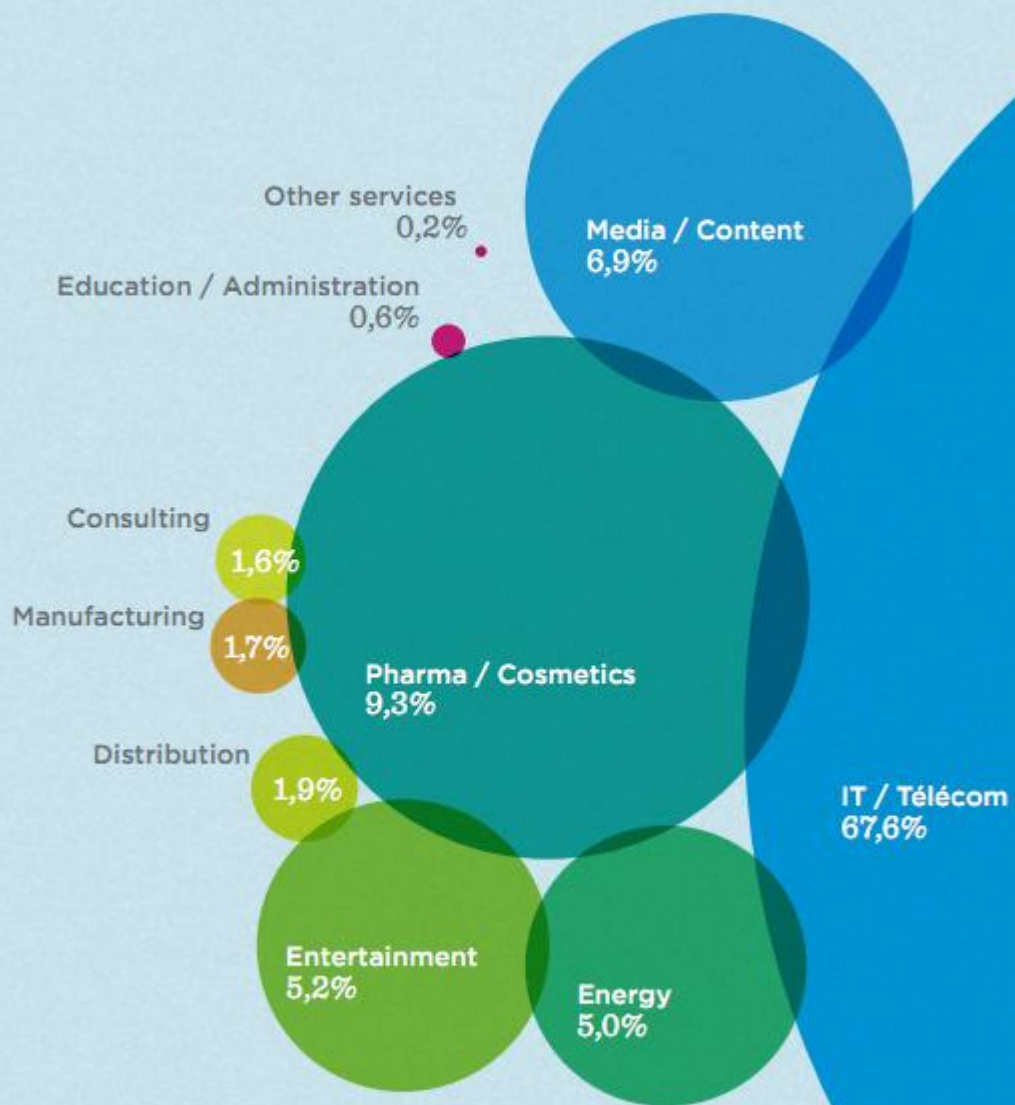 Other services
0,2%
Media / Content
6,9%
Education / Administration
0,6%
Consulting
1,6%
Manufacturing
1,7%
Pharma / Cosmetics
9,3%
Distribution
1,9%
IT / Télécom
67,6%
Entertainment
5,2%
Energy
5,0%